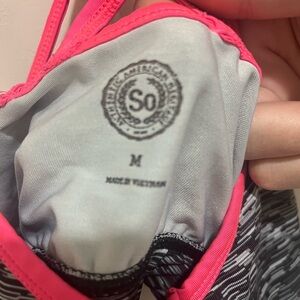 AUTHENTIC AMERICAN HERITAGE
So
M
MADE IN VIETNAM